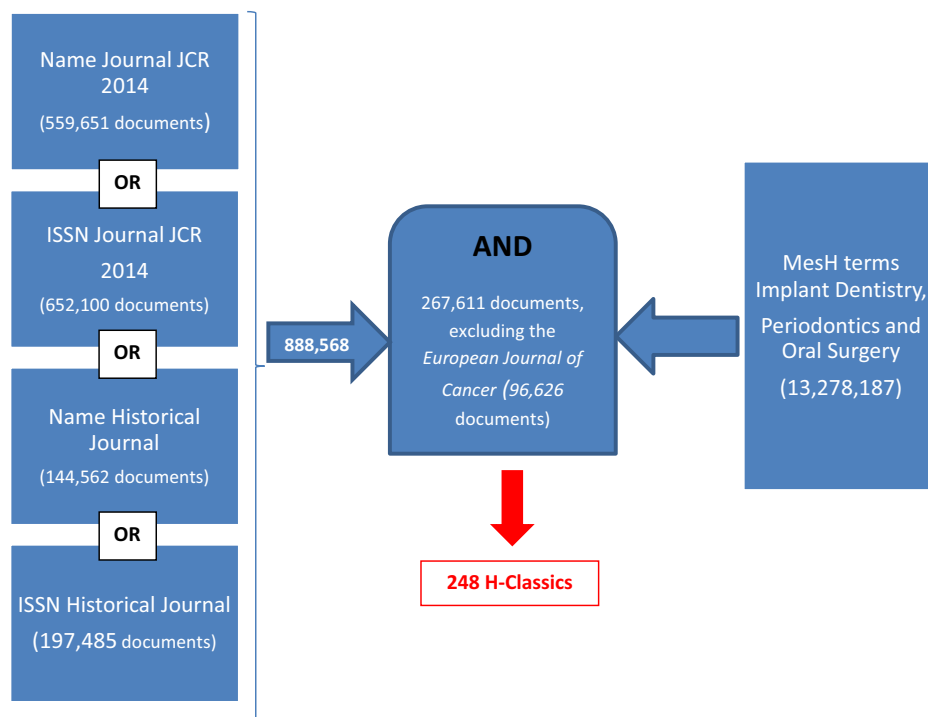 Name Journal JCR
2014
(559,651 documents)
OR
ISSN Journal JCR
2014
(652,100 documents)
OR
Name Historical
Journal
(144,562 documents)
OR
ISSN Historical Journal
(197,485 documents)
888,568
AND
267,611 documents,
excluding the
European Journal of
Cancer (96,626
documents)
248 H-Classics
MesH terms
Implant Dentistry,
Periodontics and
Oral Surgery
(13,278,187)